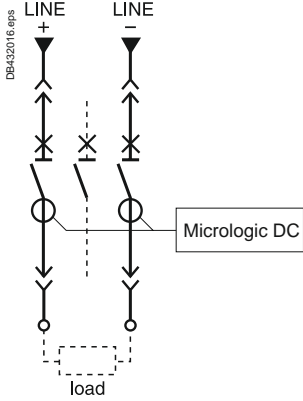 DB432016.eps
LINE LINE
+ −
Micrologic DC
load